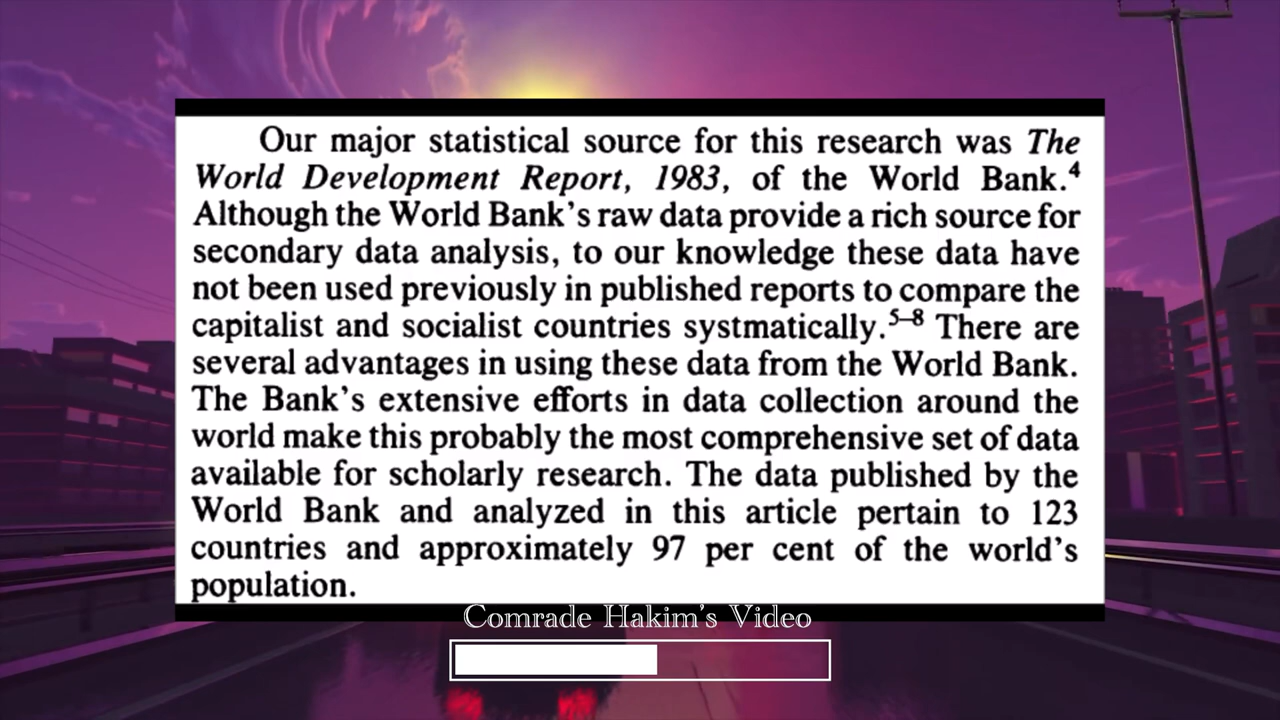 Our major statistical source for this research was The
World Development Report, 1983, of the World Bank.4
Although the World Bank's raw data provide a rich source for
secondary data analysis, to our knowledge these data have
not been used previously in published reports to compare the
capitalist and socialist countries systmatically.5–8 There are
several advantages in using these data from the World Bank.
The Bank's extensive efforts in data collection around the
world make this probably the most comprehensive set of data
available for scholarly research. The data published by the
World Bank and analyzed in this article pertain to 123
countries and approximately 97 per cent of the world's
population.
Comrade Hakim's Video